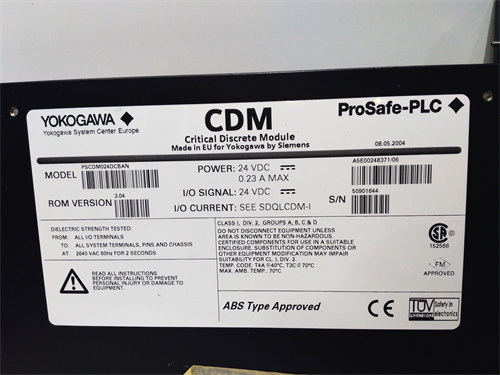 YOKOGAWA
Yokogawa System Center Europe
CDM
Critical Discrete Module
Made in EU for Yokogawa by Siemens
ProSafe-PLC
08.05.2004
MODEL PSCDM024DCBAN
ROM VERSION 3.04
POWER: 24 VDC
0.23 A MAX
I/O SIGNAL: 24 VDC
I/O CURRENT: SEE SDQLCDM-I
A5E00248371/06
S/N 50901644
DIELECTRIC STRENGTH TESTED:
FROM: ALL I/O TERMINALS
TO: ALL SYSTEM TERMINALS, PINS AND CHASSIS
AT: 2040 VAC 60Hz FOR 2 SECONDS
READ ALL INSTRUCTIONS
BEFORE USE TO PREVENT
PERSONAL INJURY OR DAMAGE
TO EQUIPMENT.
CLASS I, DIV. 2, GROUPS A, B, C & D
DO NOT DISCONNECT EQUIPMENT UNLESS
AREA IS KNOWN TO BE NON-HAZARDOUS.
CERTIFIED COMPONENTS FOR USE IN A SUITABLE
ENCLOSURE. SUBSTITUTION OF COMPONENTS OR
OTHER MODIFICATION MAY IMPAIR
SUITABILITY FOR CL. I, DIV. 2.
TEMP. CODE: T4A @40°C, T3C @70°C
MAX. AMB. TEMP.: 70°C
SA
152586
FM
APPROVED
ABS Type Approved
CE
TÜV
Safety in
electronics